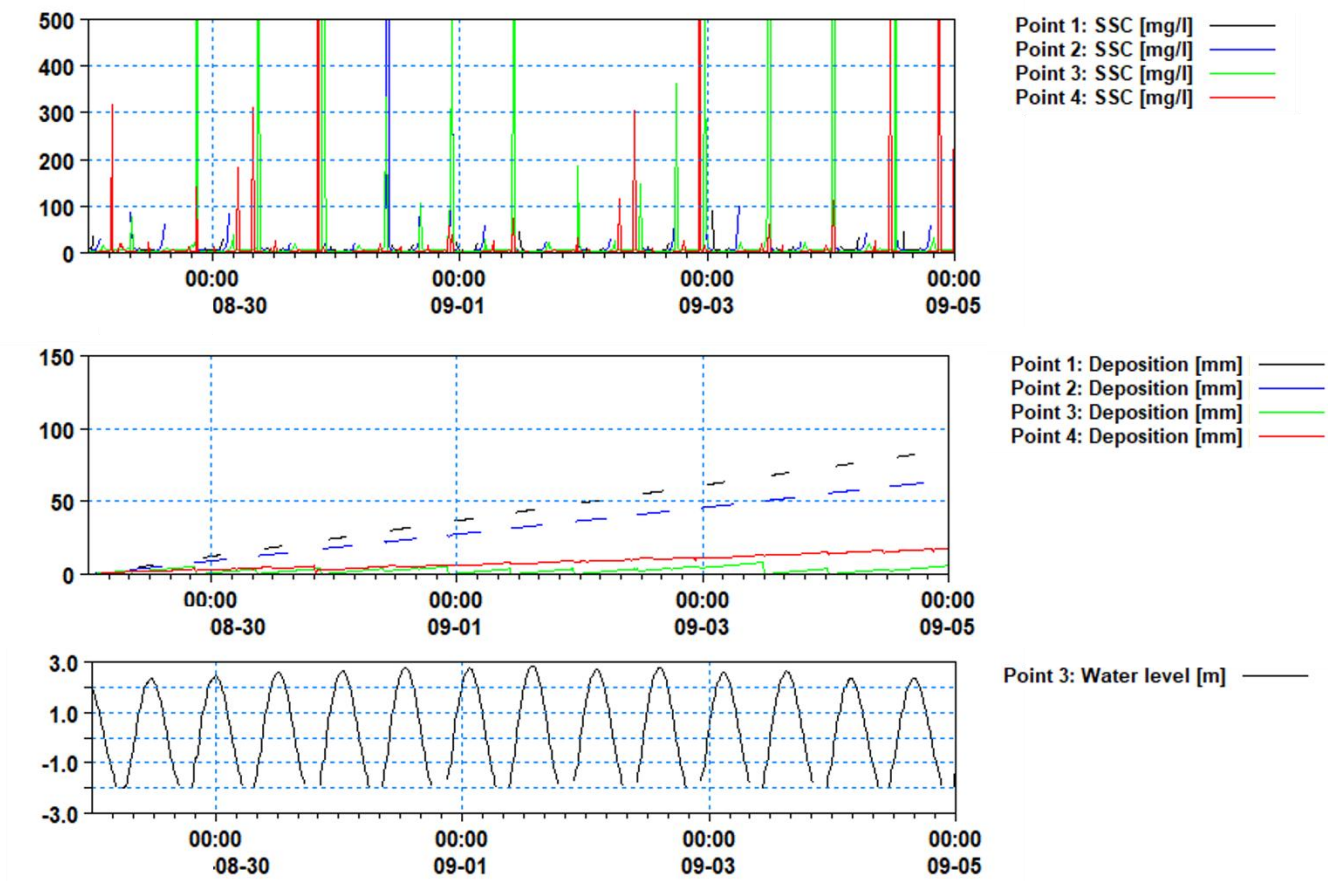 500
400
300
200
100
0
00:00 00:00 00:00 00:00
08-30 09-01 09-03 09-05
Point 1: SSC [mg/l]
Point 2: SSC [mg/l]
Point 3: SSC [mg/l]
Point 4: SSC [mg/l]
150
100
50
0
00:00 00:00 00:00 00:00
08-30 09-01 09-03 09-05
Point 1: Deposition [mm]
Point 2: Deposition [mm]
Point 3: Deposition [mm]
Point 4: Deposition [mm]
3.0
1.0
-1.0
-3.0
00:00 00:00 00:00 00:00
-08-30 09-01 09-03 09-05
Point 3: Water level [m]